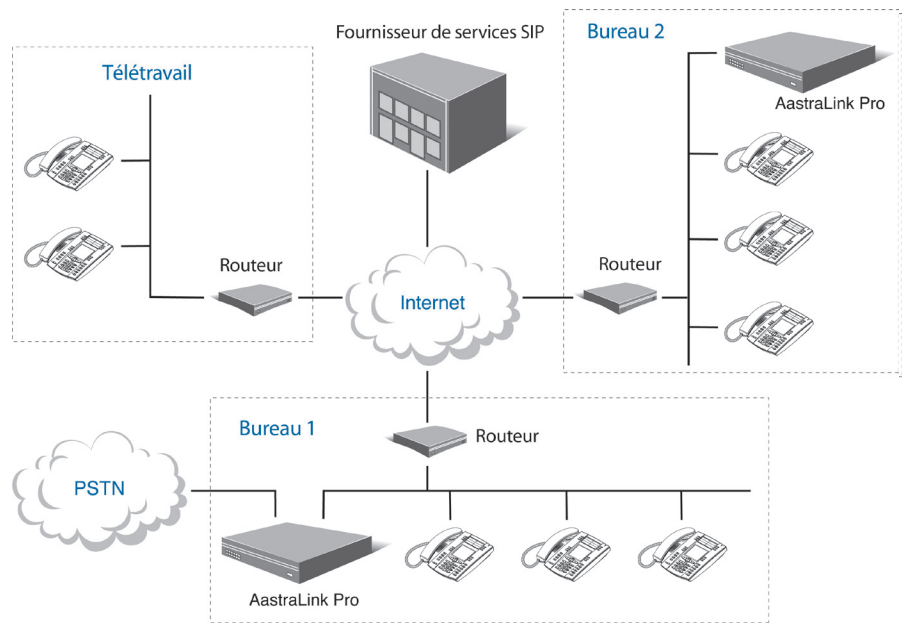 Fournisseur de services SIP
Bureau 2
Télétravail
AastraLink Pro
Routeur
Routeur
Internet
Bureau 1
Routeur
PSTN
AastraLink Pro